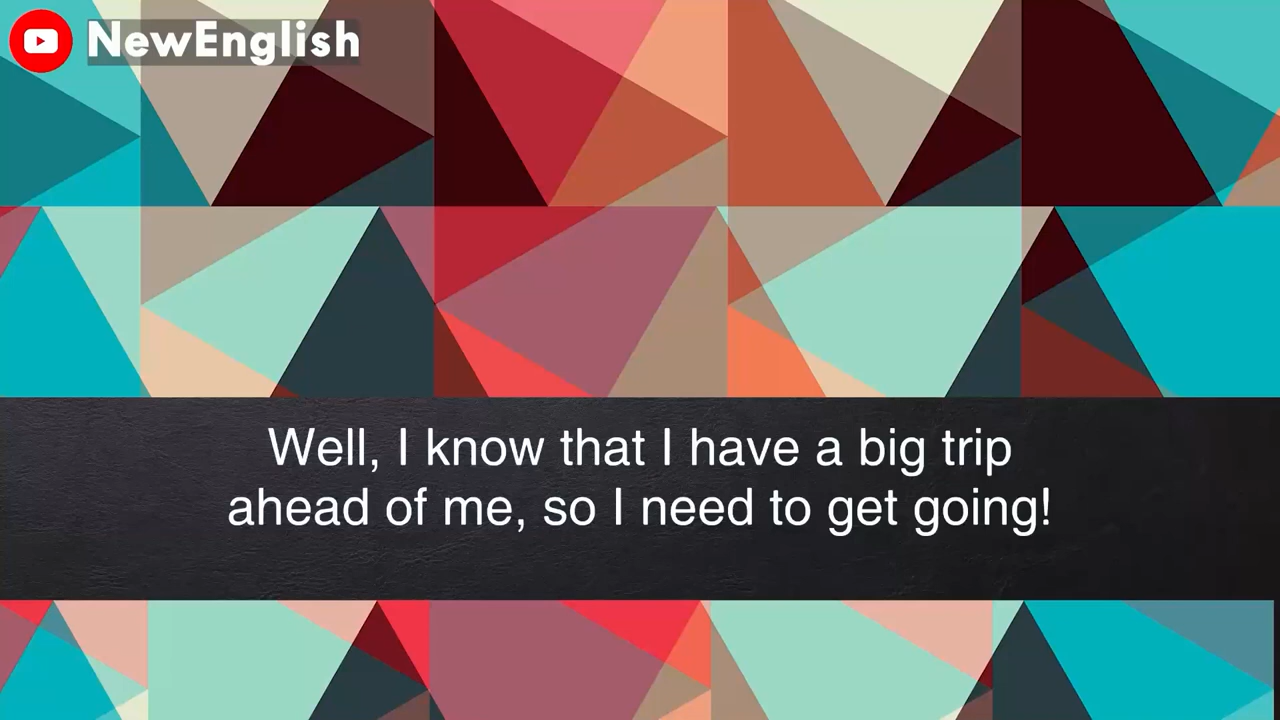 NewEnglish
Well, I know that I have a big trip
ahead of me, so I need to get going!